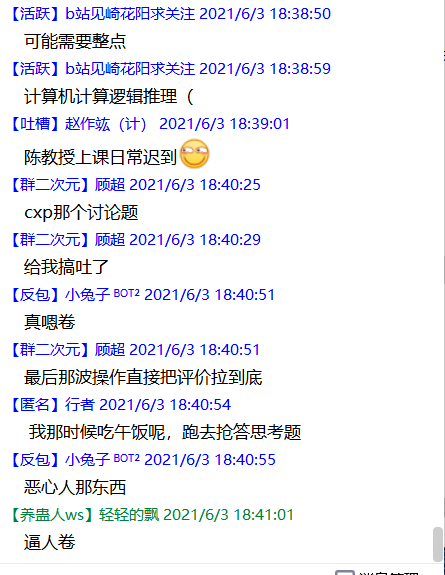 【活跃】b站见崎花阳求关注 2021/6/3 18:38:50
可能需要整点
【活跃】b站见崎花阳求关注 2021/6/3 18:38:59
计算机计算逻辑推理（
【吐槽】赵作竑（计） 2021/6/3 18:39:01
陈教授上课日常迟到
【群二次元】顾超 2021/6/3 18:40:25
cxp那个讨论题
【群二次元】顾超 2021/6/3 18:40:29
给我搞吐了
【反包】小兔子 BOT2 2021/6/3 18:40:51
真嗯卷
【群二次元】顾超 2021/6/3 18:40:51
最后那波操作直接把评价拉到底
【匿名】行者 2021/6/3 18:40:54
我那时候吃午饭呢，跑去抢答思考题
【反包】小兔子 BOT2 2021/6/3 18:40:55
恶心人那东西
【养蛊人ws】轻轻的飘 2021/6/3 18:41:01
逼人卷